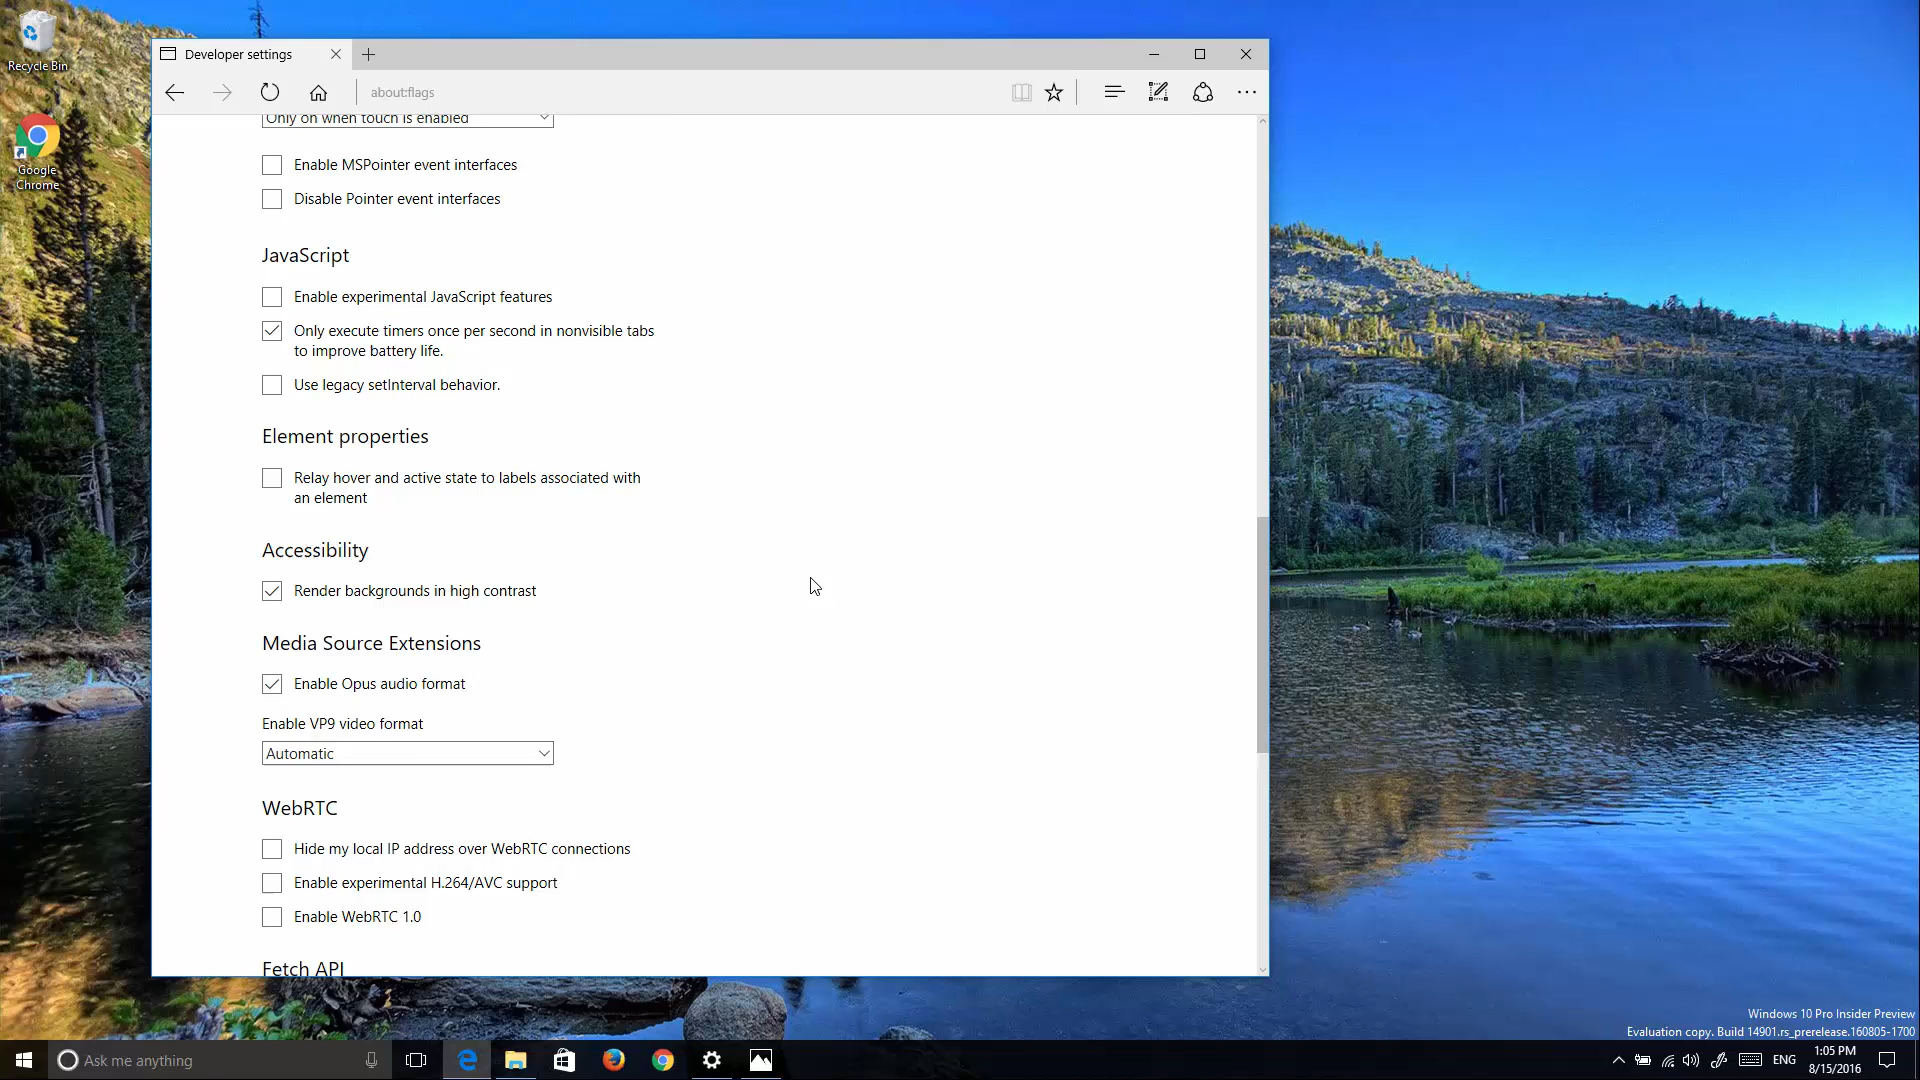 Recycle Bin
Google
Chrome
Developer settings
about:flags
Only on when touch is enabled
Enable MSPointer event interfaces
Disable Pointer event interfaces
JavaScript
Enable experimental JavaScript features
Only execute timers once per second in nonvisible tabs
to improve battery life.
Use legacy setInterval behavior.
Element properties
Relay hover and active state to labels associated with
an element
Accessibility
Render backgrounds in high contrast
Media Source Extensions
Enable Opus audio format
Enable VP9 video format
Automatic
WebRTC
Hide my local IP address over WebRTC connections
Enable experimental H.264/AVC support
Enable WebRTC 1.0
Fetch API
Windows 10 Pro Insider Preview
Evaluation copy. Build 14901.rs_prerelease.160805-1700
Ask me anything
ENG
1:05 PM
8/15/2016